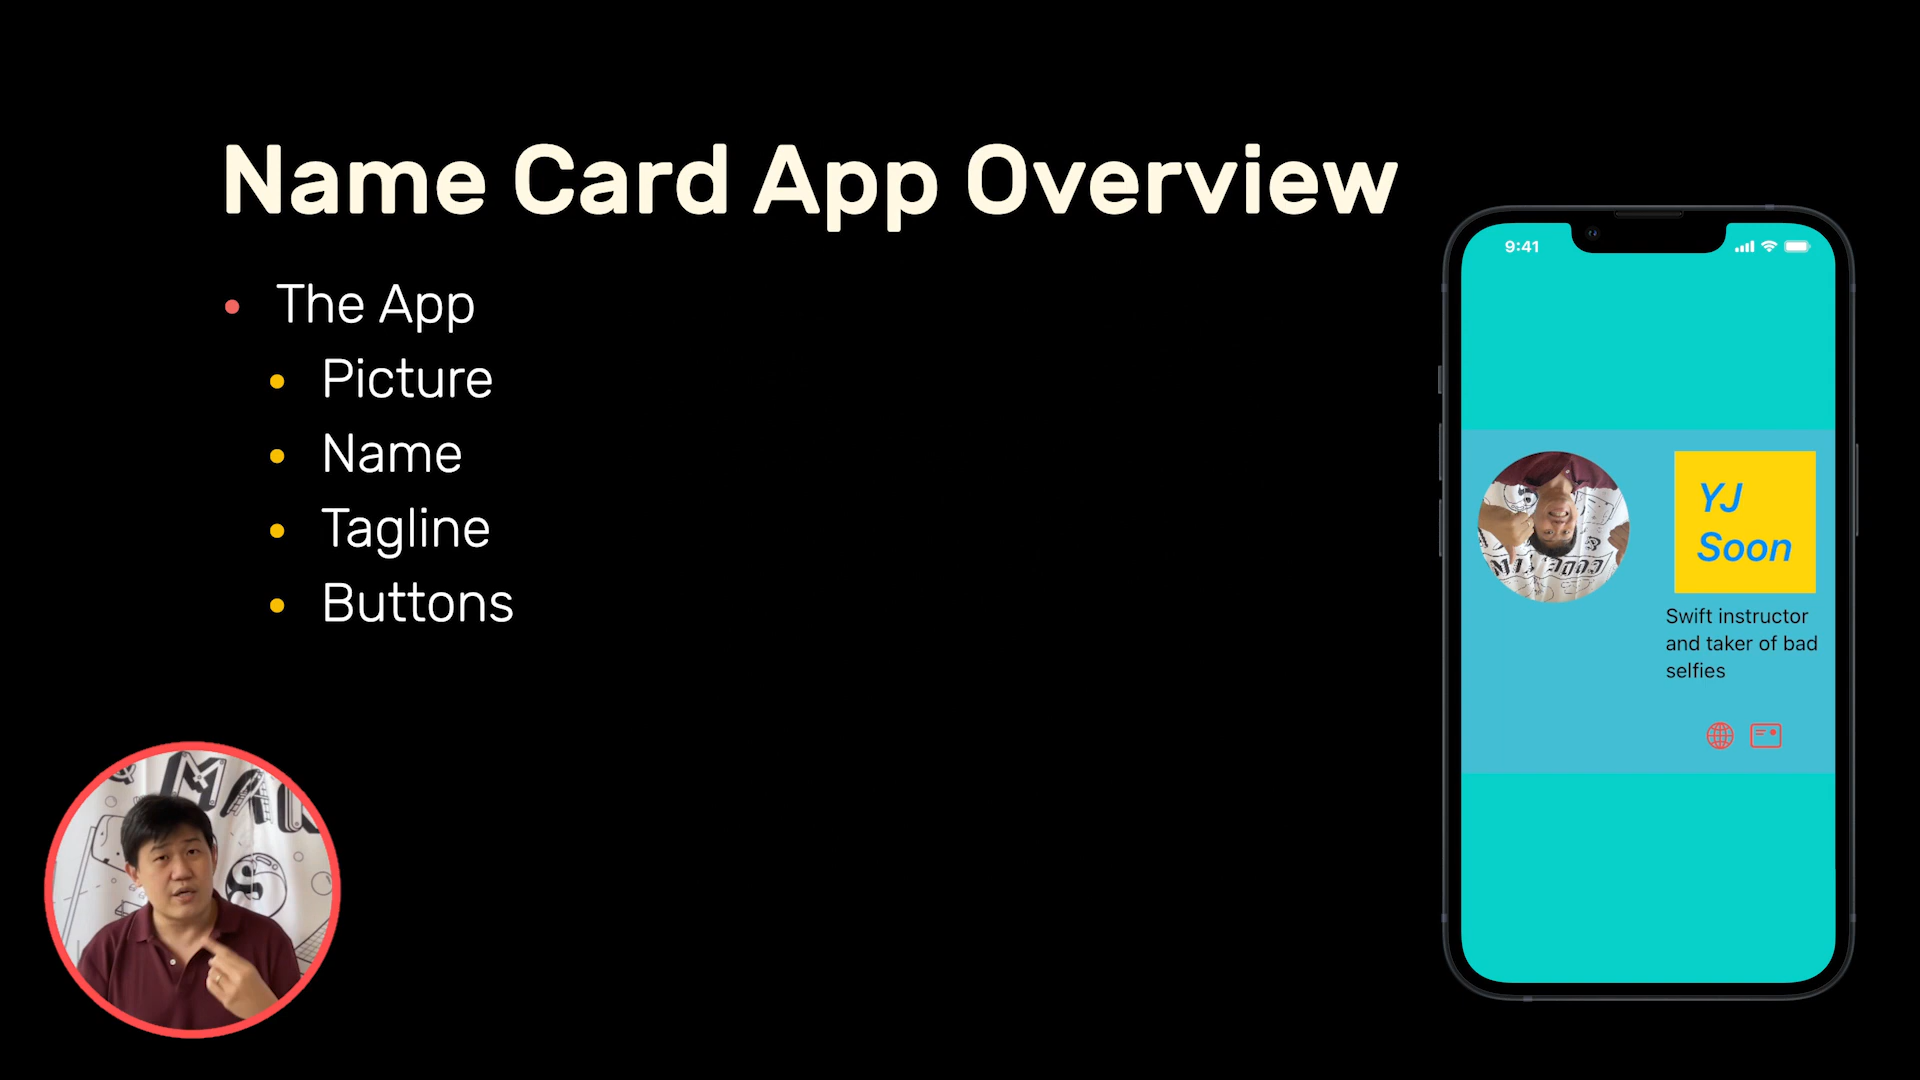 Name Card App Overview
The App
Picture
Name
Tagline
Buttons
9:41
YJ
Soon
Swift instructor
and taker of bad
selfies